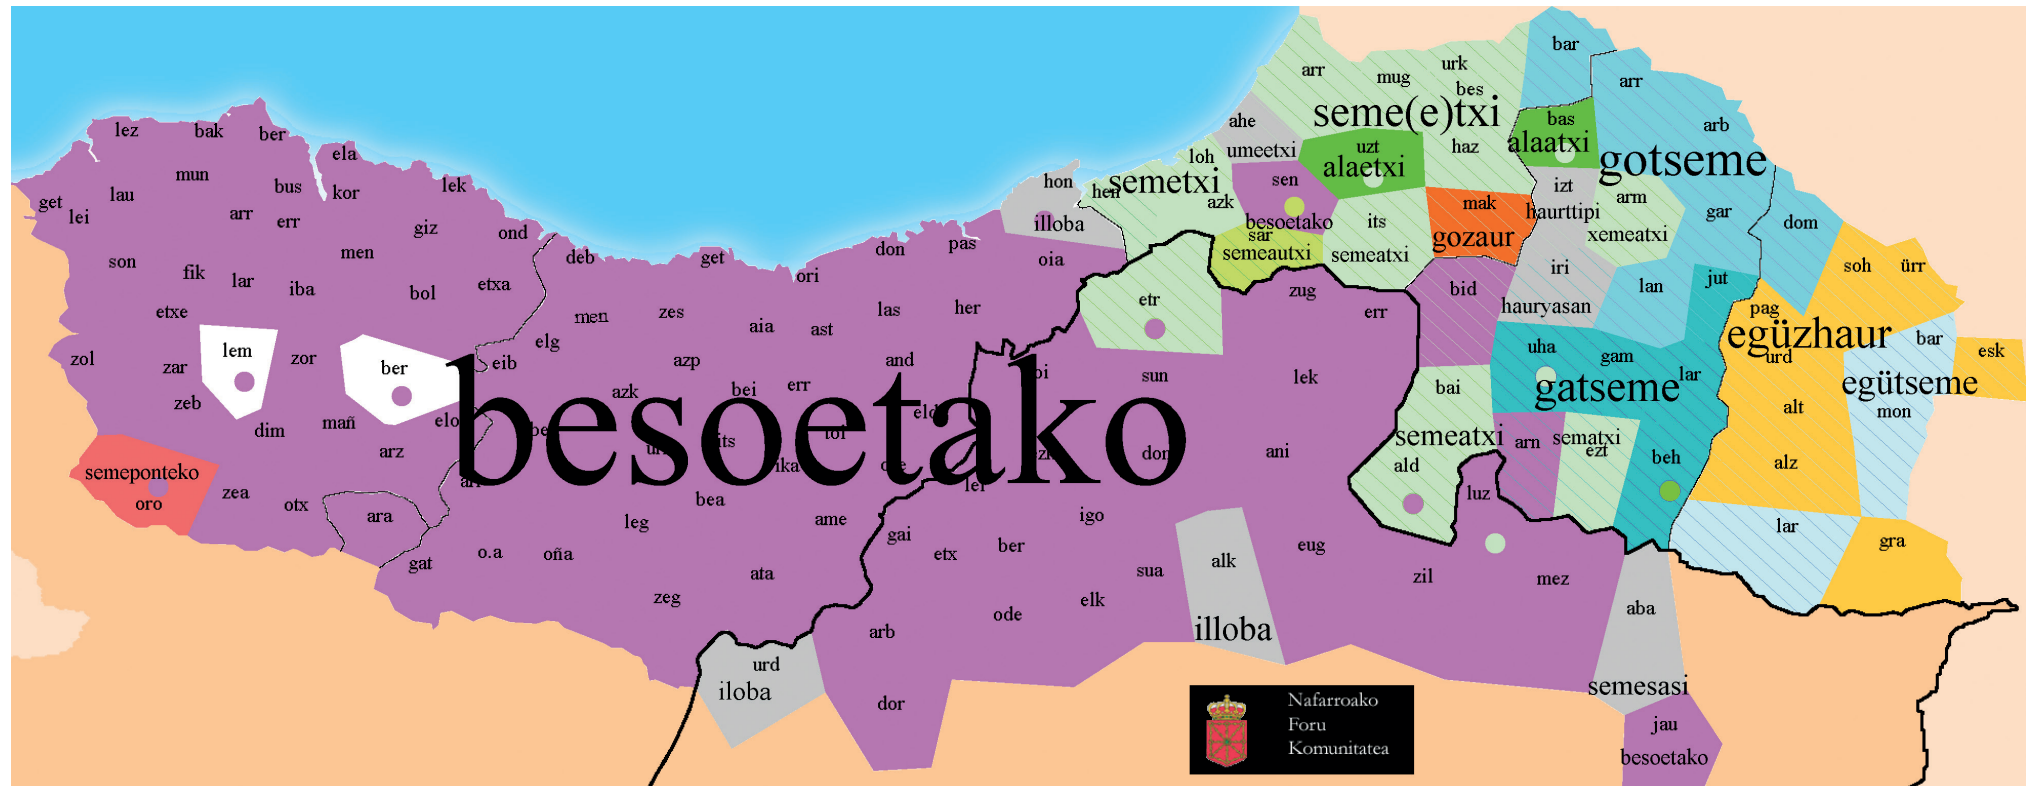 bar
arr
urk
mug
arr
bes
seme(e)txi
bas
alaatxi
arb
gotseme
lez
bak
ber
ela
ahe
umeetxi
uzt
alaetxi
haz
loh
mun
bus
kor
lek
lau
hon
hen
semetxi
azk
sen
izt
arm
get
lei
arr
err
giz
ond
illoba
besoetako
sar
semeautxi
its
semeatxi
mak
gozaur
haurttipi
xemeatxi
gar
dom
men
deb
get
don
pas
oia
son
fik
lar
iba
bol
etxa
ori
iri
hauryasan
lan
jut
soh
ürr
etxe
men
zes
aia
ast
las
her
etr
zug
err
bid
pag
egüzhaur
urd
bar
esk
zol
zar
lem
zor
ber
eib
elg
azp
and
sun
lek
uha
gam
lar
gatseme
egütseme
mon
zeb
azk
bei
err
bai
alt
dim
mañ
elo
besoetako
its
ika
ani
semeatxi
arn
sematxi
ezt
arz
ald
beh
alz
semeponteko
oro
zea
otx
ara
leg
bea
ame
igo
luz
lar
gra
gat
o.a
oña
gai
etx
ber
sua
alk
eug
zil
mez
ata
zeg
ode
elk
aba
arb
illoba
urd
iloba
semesasi
dor
jau
besoetako
Nafarroako
Foru
Komunitatea